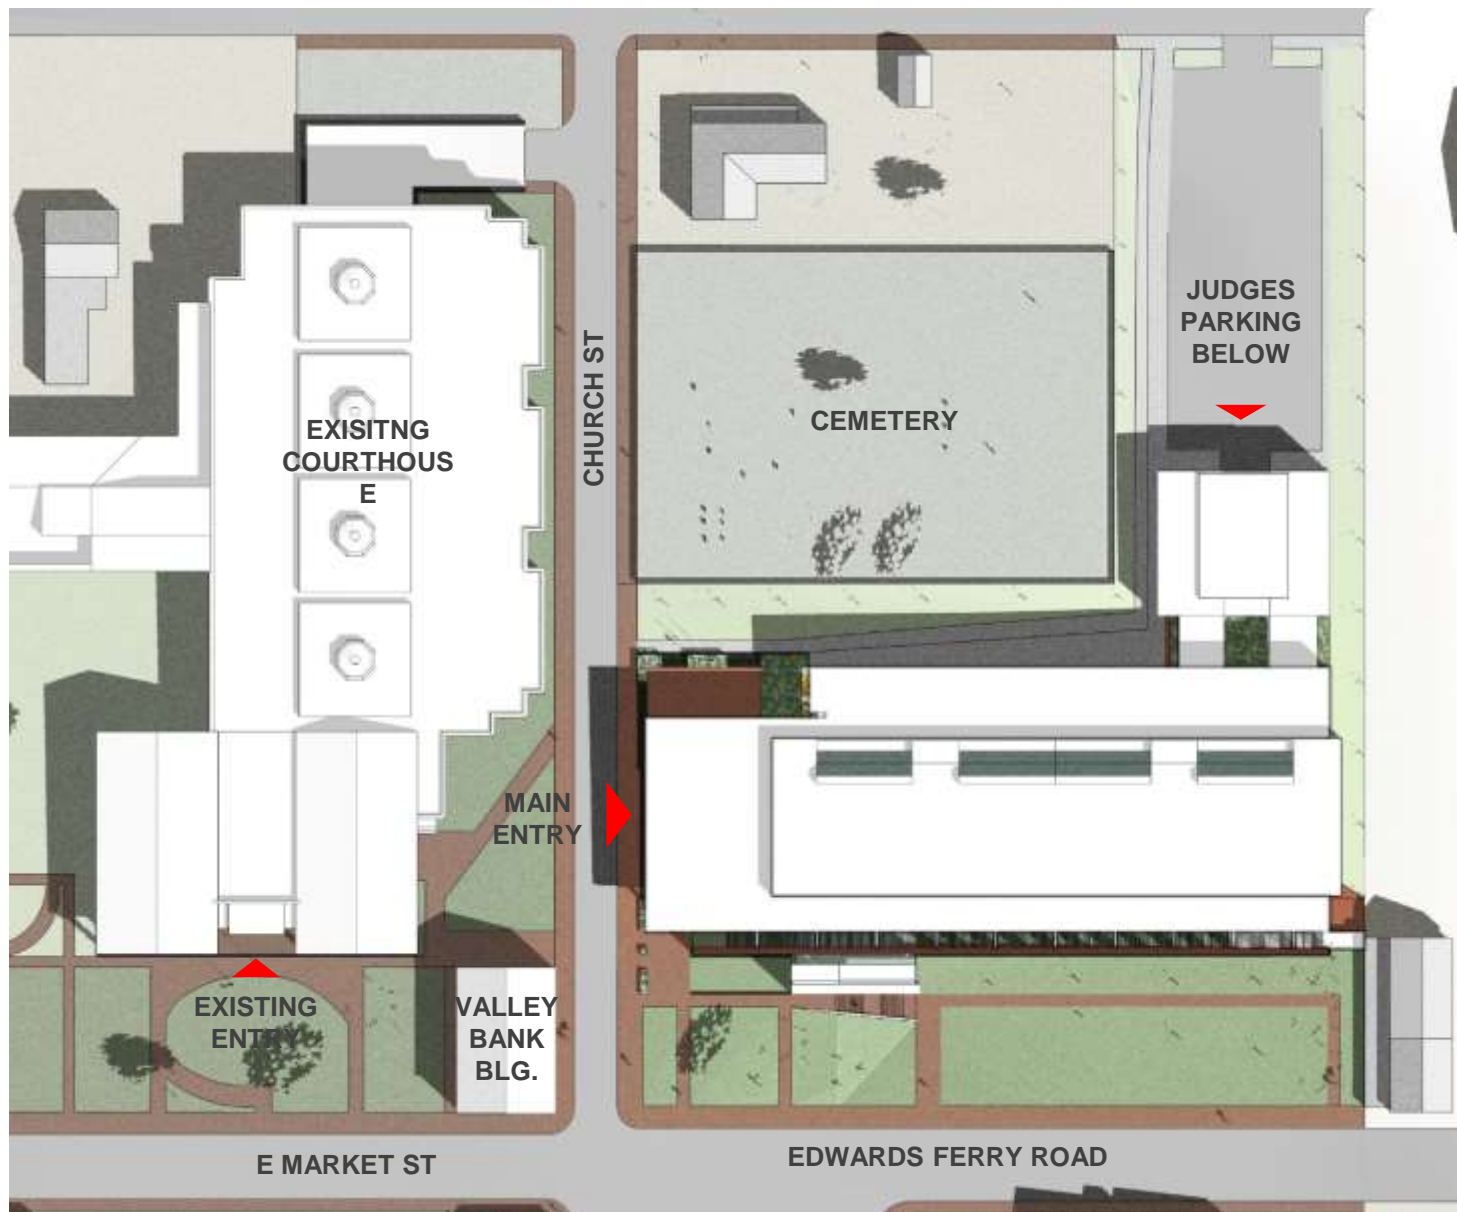 JUDGES
PARKING
BELOW
CHURCH ST
CEMETERY
EXISITNG
COURTHOUS
E
MAIN
ENTRY
EXISTING
ENTRY
VALLEY
BANK
BLG.
E MARKET ST
EDWARDS FERRY ROAD